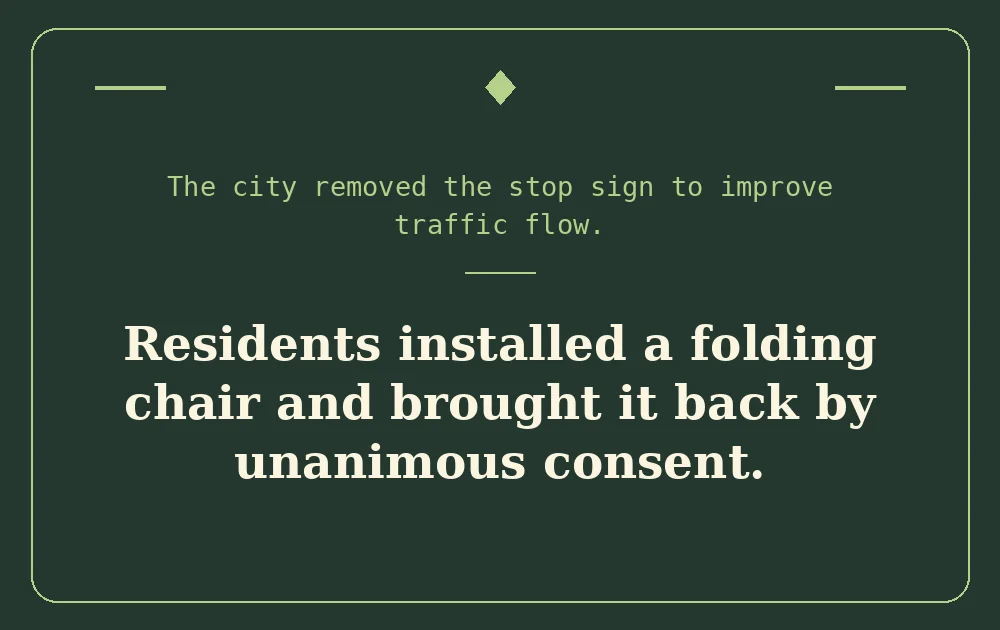 The city removed the stop sign to improve
traffic flow.
Residents installed a folding
chair and brought it back by
unanimous consent.